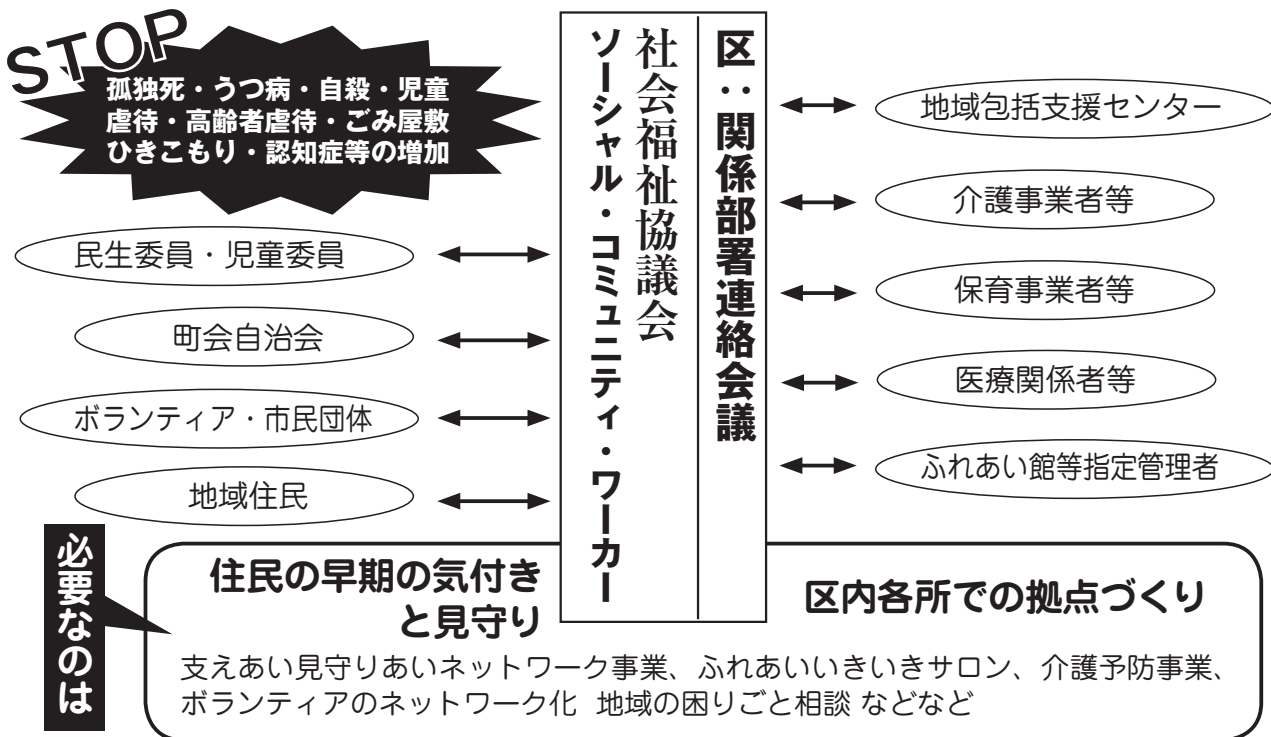 STOP
孤独死・うつ病・自殺・児童
虐待・高齢者虐待・ごみ屋敷
ひきこもり・認知症等の増加
民生委員・児童委員
町会自治会
ボランティア・市民団体
地域住民
区：関係部署連絡会議
社会福祉協議会
ソーシャル・コミュニティ・ワーカー
地域包括支援センター
介護事業者等
保育事業者等
医療関係者等
ふれあい館等指定管理者
必要なのは
住民の早期の気付き
と見守り
区内各所での拠点づくり
支えあい見守りあいネットワーク事業、ふれあいいきいきサロン、介護予防事業、
ボランティアのネットワーク化 地域の困りごと相談 などなど